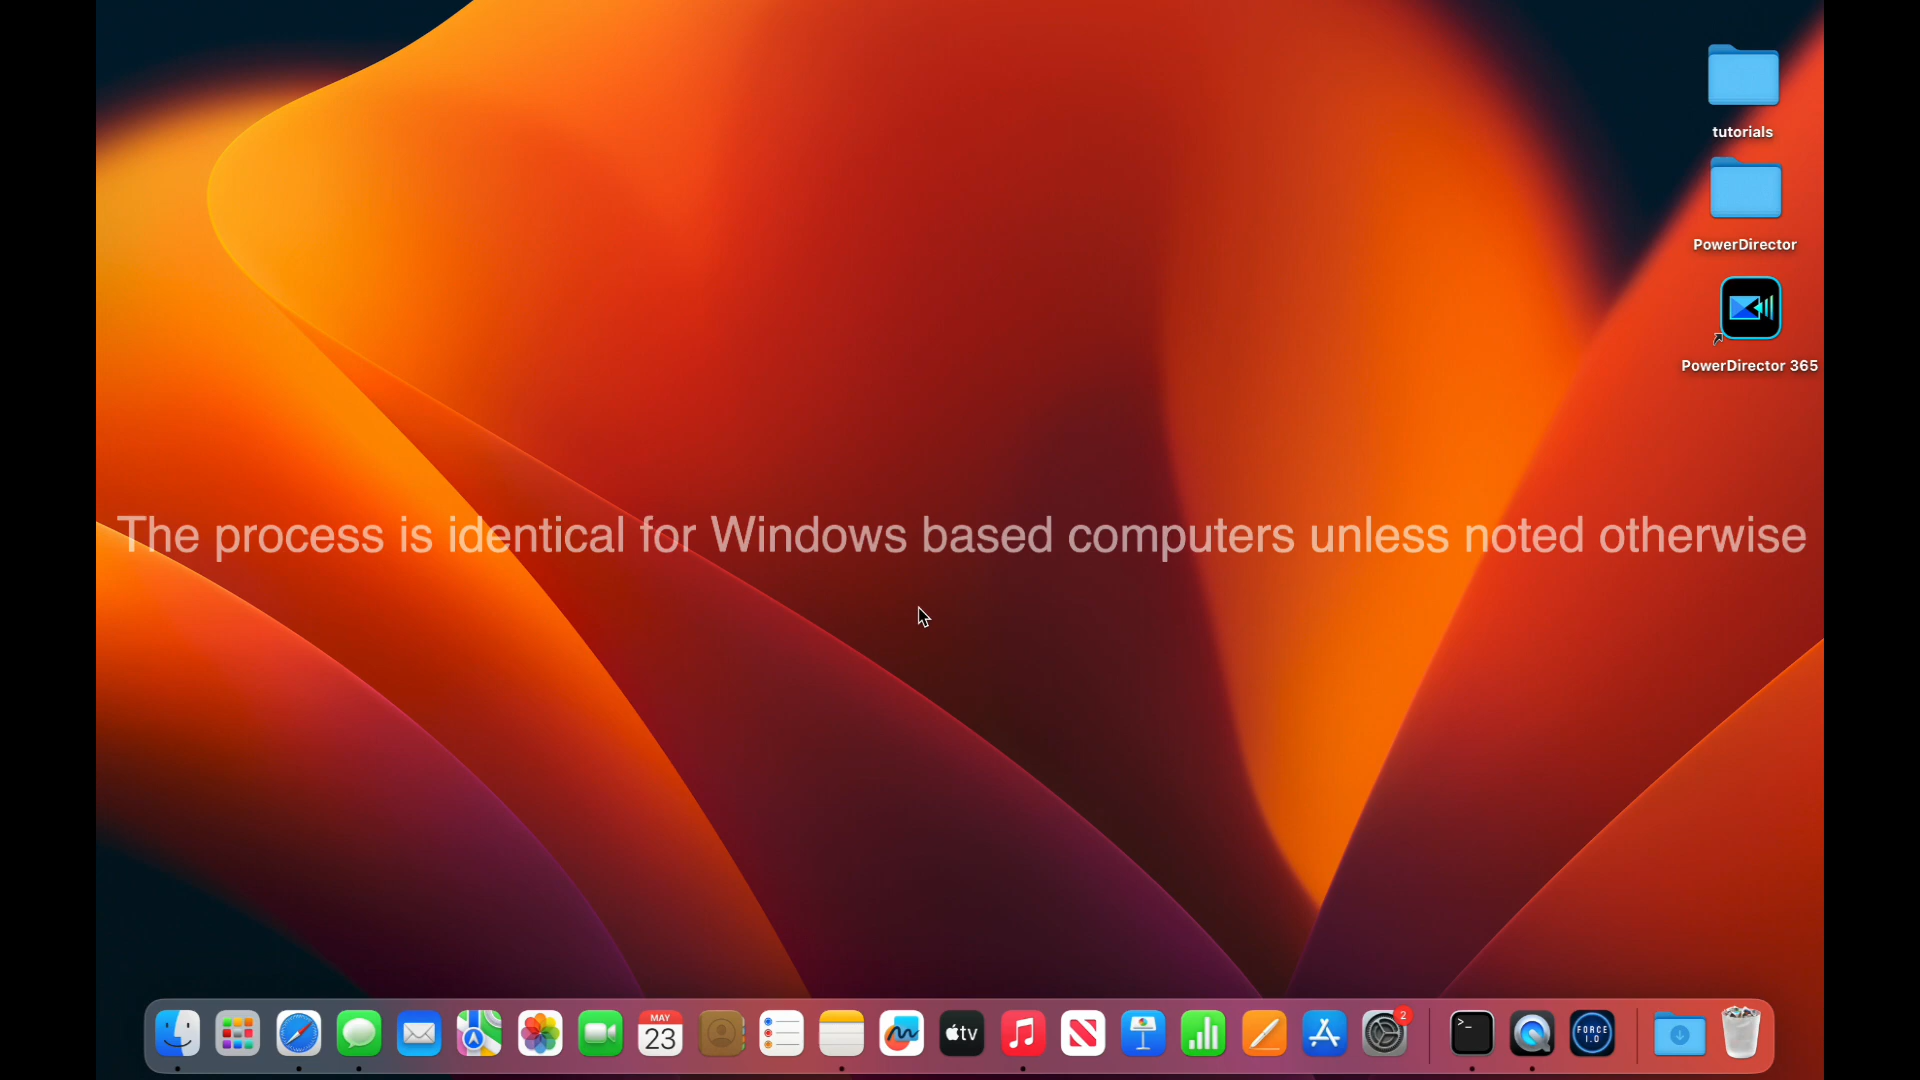 tutorials
PowerDirector
PowerDirector 365
The process is identical for Windows based computers unless noted otherwise
MAY
23
tv
2
>_
FORCE
1.0